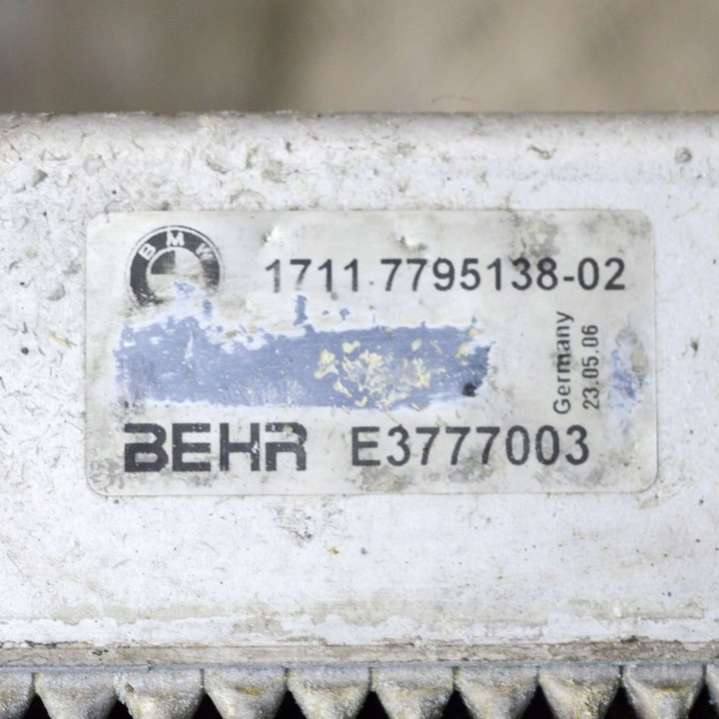 BMW
1711 7795138-02
Germany
23.05.06
BEHR E3777003